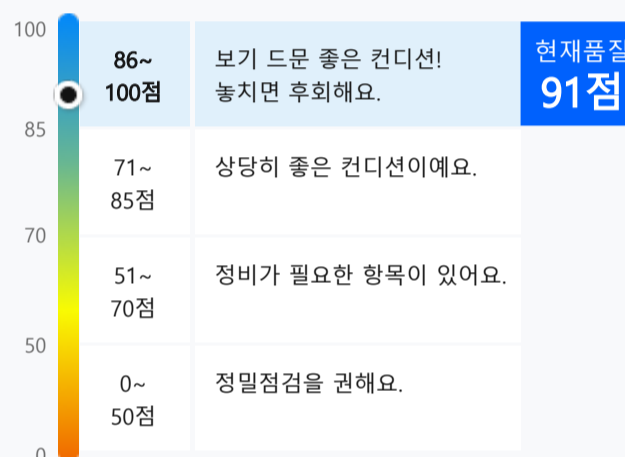 100
86~
100점
보기 드문 좋은 컨디션!
놓치면 후회해요.
현재품질
91점
85
71~
85점
상당히 좋은 컨디션이예요.
70
51~
70점
정비가 필요한 항목이 있어요.
50
0~
50점
정밀점검을 권해요.
0